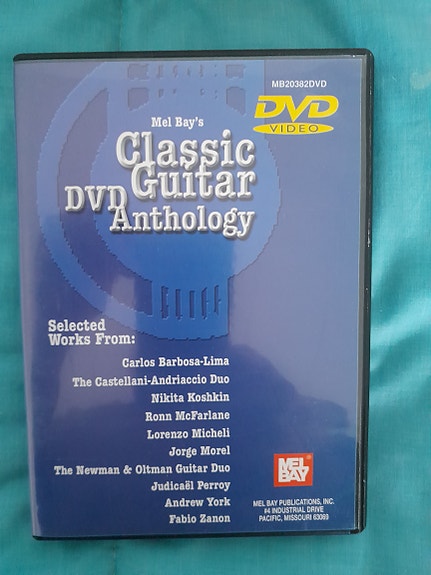 MB20382DVD
DVD
VIDEO
Mel Bay's
Classic
Guitar
DVD
Anthology
Selected
Works From:
Carlos Barbosa-Lima
The Castellani-Andriaccio Duo
Nikita Koshkin
Ronn McFarlane
Lorenzo Micheli
Jorge Morel
The Newman & Oltman Guitar Duo
Judicaël Perroy
Andrew York
Fabio Zanon
MEL
BAY
MEL BAY PUBLICATIONS, INC.
#4 INDUSTRIAL DRIVE
PACIFIC, MISSOURI 63069